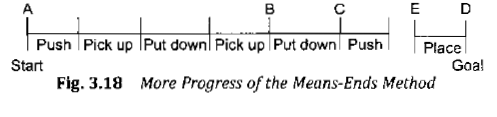 A B C E D
Push Pick up Put down Pick up Put down Push Place
Start Goal
Fig. 3.18 More Progress of the Means-Ends Method